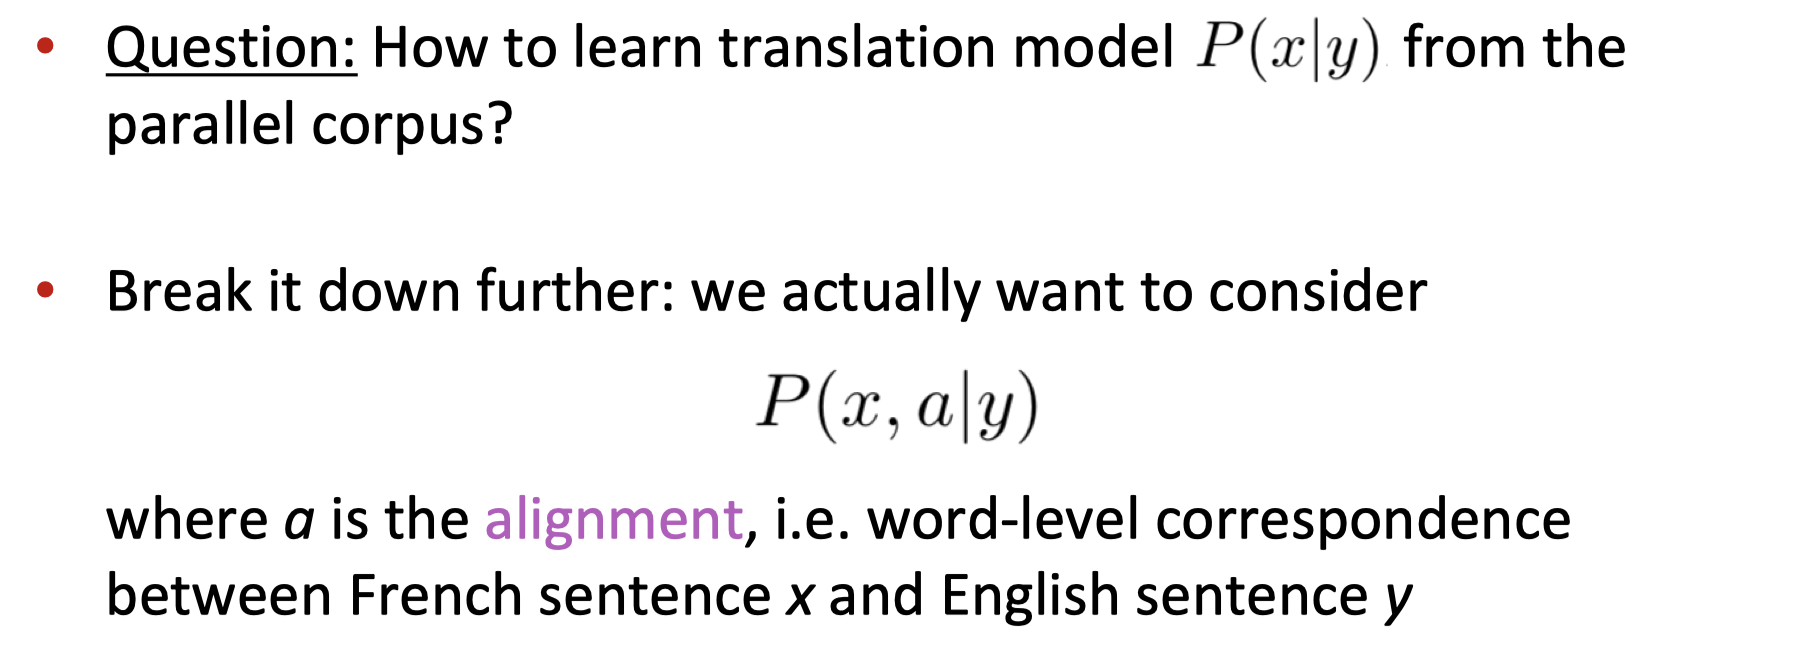 • Question: How to learn translation model P(x|y) from the
parallel corpus?
• Break it down further: we actually want to consider
P(x, a|y)
where a is the alignment, i.e. word-level correspondence
between French sentence x and English sentence y